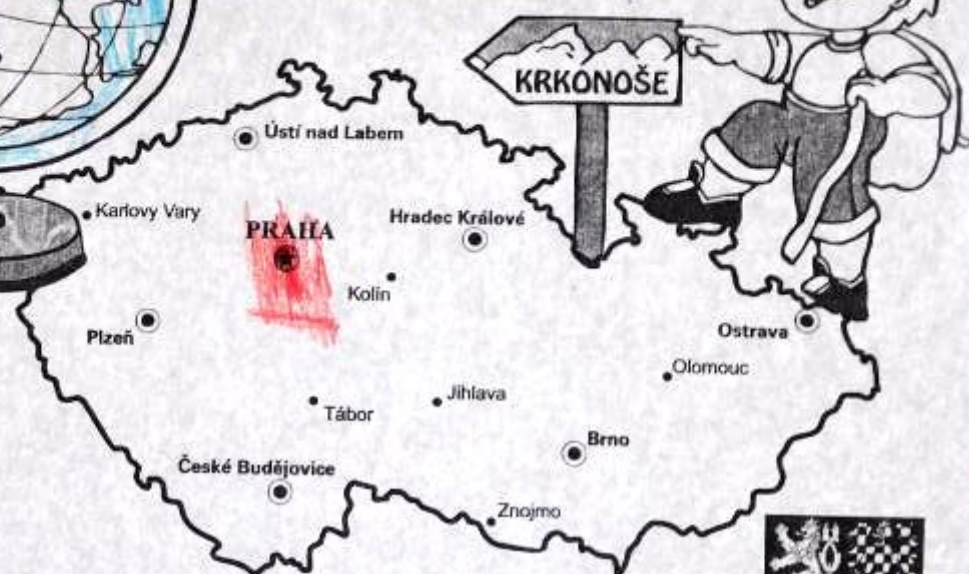 KRKONOŠE
Ústí nad Labem
Karlovy Vary
Hradec Králové
PRAHA
Kolín
Plzeň
Ostrava
Olomouc
Jihlava
Tábor
Brno
České Budějovice
Znojmo